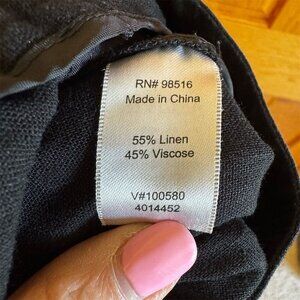 RN# 98516
Made in China
55% Linen
45% Viscose
V#100580
4014452